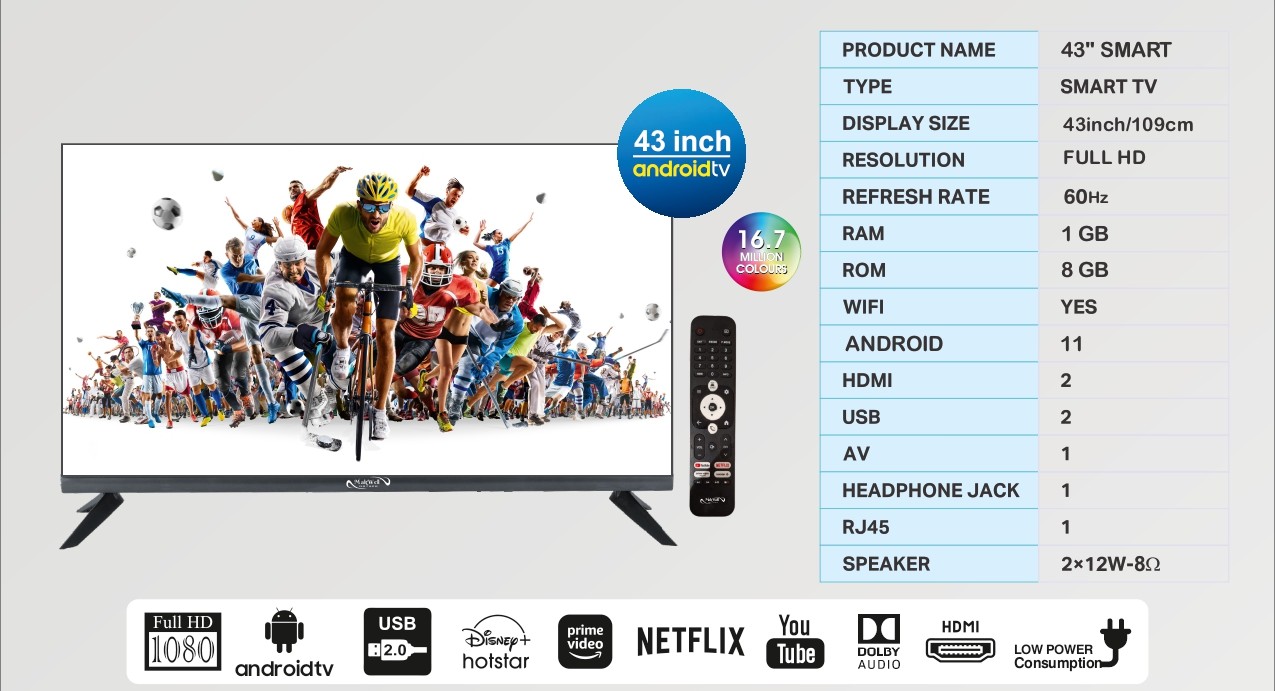 43 inch
androidtv
16.7
MILLION
COLOURS
4
PRODUCT NAME 43" SMART
TYPE SMART TV
DISPLAY SIZE 43inch/109cm
RESOLUTION FULL HD
REFRESH RATE 60Hz
RAM 1 GB
ROM 8 GB
WIFI YES
ANDROID 11
HDMI 2
USB 2
AV 1
HEADPHONE JACK 1
RJ45 1
SPEAKER 2×12W-8Ω
Full HD
1080
androidtv
USB
2.0
Disney+
hotstar
prime
video
NETFLIX
You
Tube
DOLBY
AUDIO
HDMI
LOW POWER
Consumption